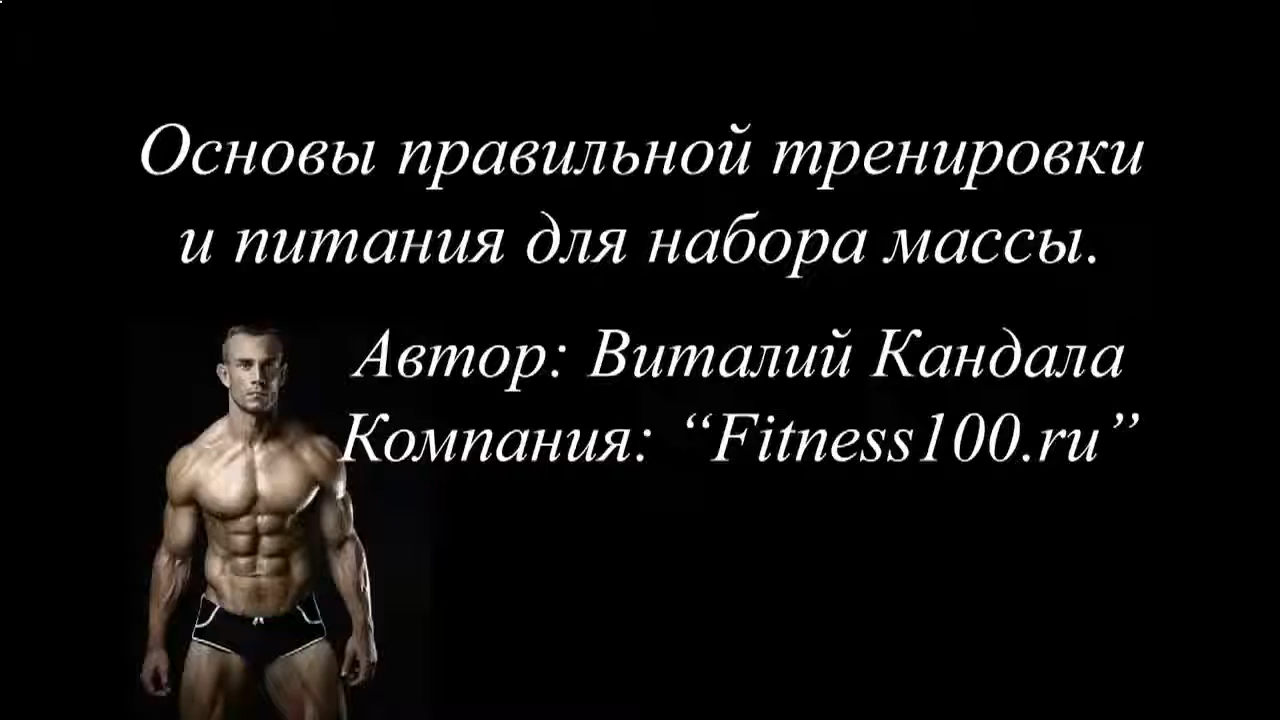 Основы правильной тренировки
и питания для набора массы.
Автор: Виталий Кандала
Компания: “Fitness100.ru”